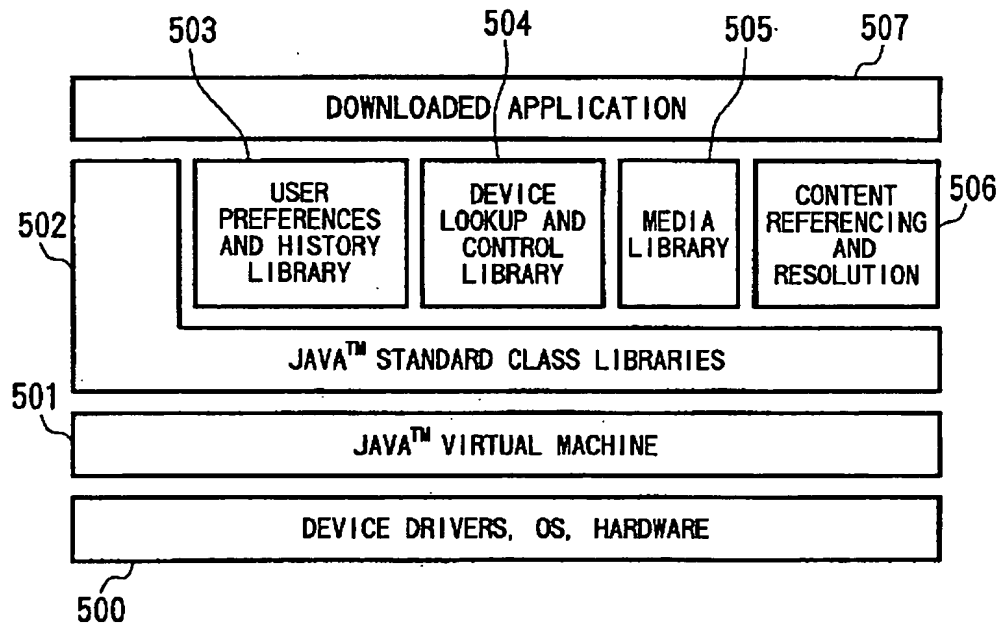 503
504
505
507
DOWNLOADED APPLICATION
502
USER
PREFERENCES
AND HISTORY
LIBRARY
DEVICE
LOOKUP AND
CONTROL
LIBRARY
MEDIA
LIBRARY
CONTENT
REFERENCING
AND
RESOLUTION
506
JAVA™ STANDARD CLASS LIBRARIES
501
JAVA™ VIRTUAL MACHINE
DEVICE DRIVERS, OS, HARDWARE
500